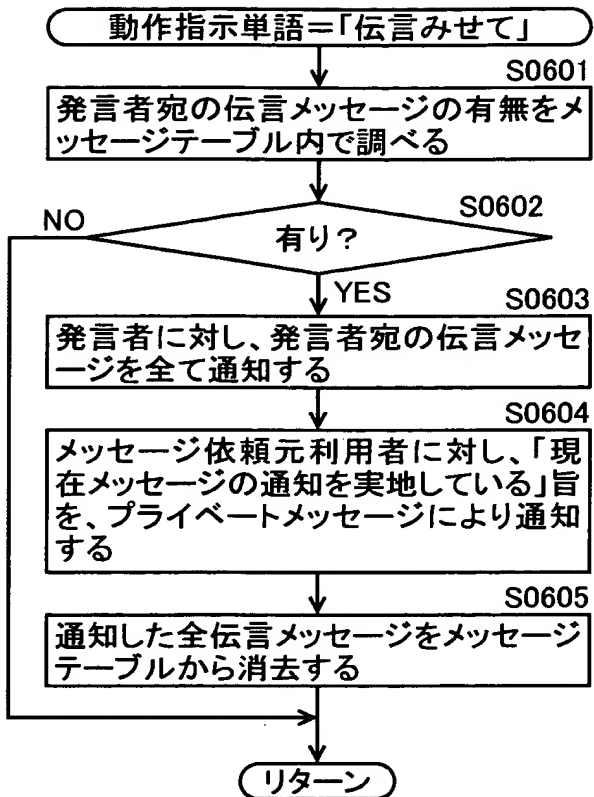 動作指示単語=「伝言みせて」
S0601
発言者宛の伝言メッセージの有無をメ
ッセージテーブル内で調べる
NO
S0602
有り?
YES
S0603
発言者に対し、発言者宛の伝言メッセ
ージを全て通知する
S0604
メッセージ依頼元利用者に対し、「現
在メッセージの通知を実地している」旨
を、プライベートメッセージにより通知
する
S0605
通知した全伝言メッセージをメッセージ
テーブルから消去する
リターン